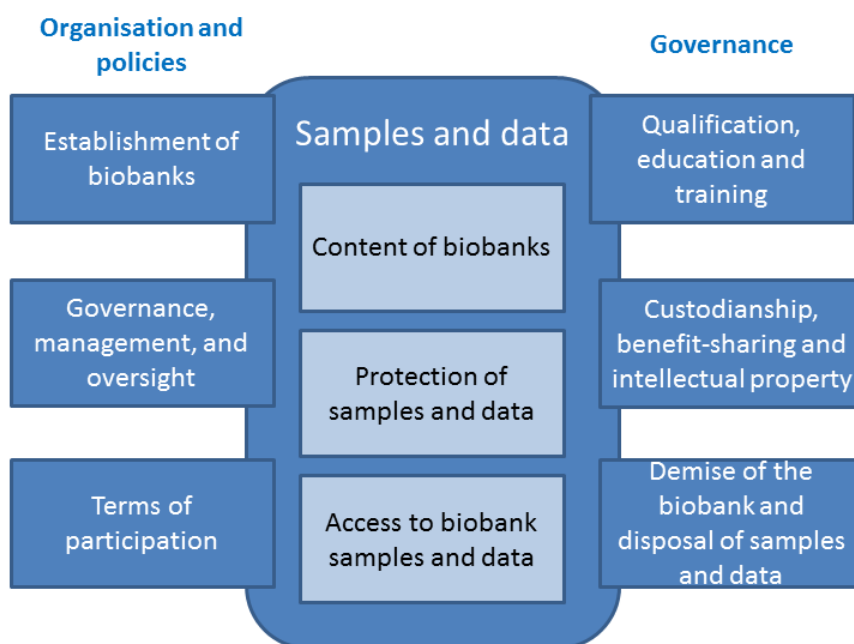 Organisation and
policies
Establishment of
biobanks
Governance,
management, and
oversight
Terms of
participation
Samples and data
Content of biobanks
Protection of
samples and data
Access to biobank
samples and data
Governance
Qualification,
education and
training
Custodianship,
benefit-sharing and
intellectual property
Demise of the
biobank and
disposal of samples
and data